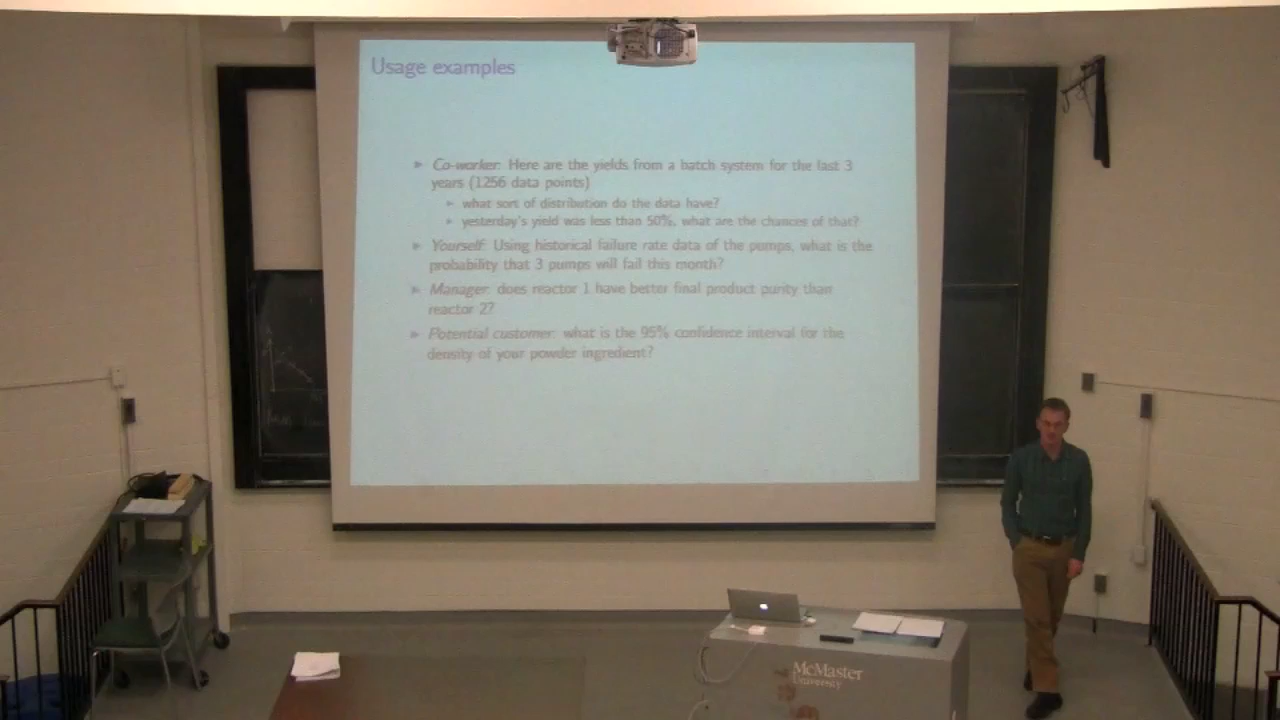 Usage examples
Co-worker: Here are the yields from a batch system for the last 3
years (1256 data points)
what sort of distribution do the data have?
yesterday's yield was less than 50%, what are the chances of that?
Yourself: Using historical failure rate data of the pumps, what is the
probability that 3 pumps will fail this month?
Manager: does reactor 1 have better final product purity than
reactor 2?
Potential customer: what is the 95% confidence interval for the
density of your powder ingredient?
McMaster
University